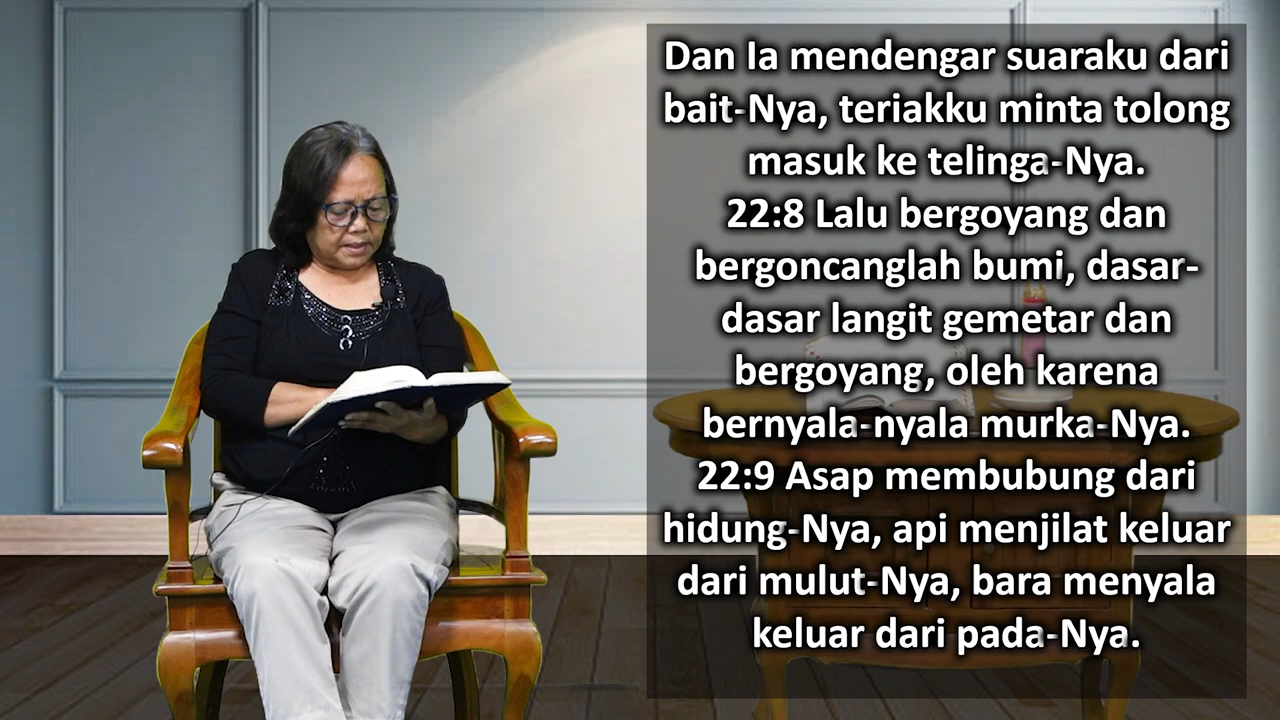 Dan Ia mendengar suaraku dari
bait-Nya, teriakku minta tolong
masuk ke telinga-Nya.
22:8 Lalu bergoyang dan
bergoncanglah bumi, dasar-
dasar langit gemetar dan
bergoyang, oleh karena
bernyala-nyala murka-Nya.
22:9 Asap membubung dari
hidung-Nya, api menjilat keluar
dari mulut-Nya, bara menyala
keluar dari pada-Nya.